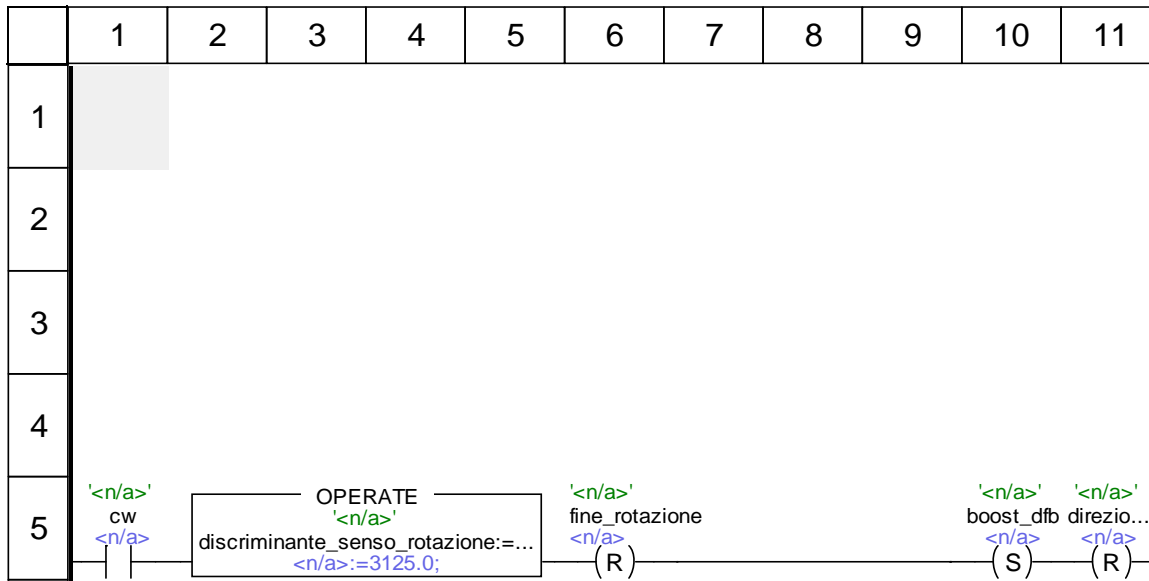 1 2 3 4 5 6 7 8 9 10 11
1
2
3
4
5
'<n/a>'
cw
<n/a>
OPERATE
'<n/a>'
discriminante_senso_rotazione:=...
<n/a>:=3125.0;
'<n/a>'
fine_rotazione
<n/a>
R
'<n/a>'
boost_dfb
<n/a>
S
'<n/a>'
direzio...
<n/a>
R